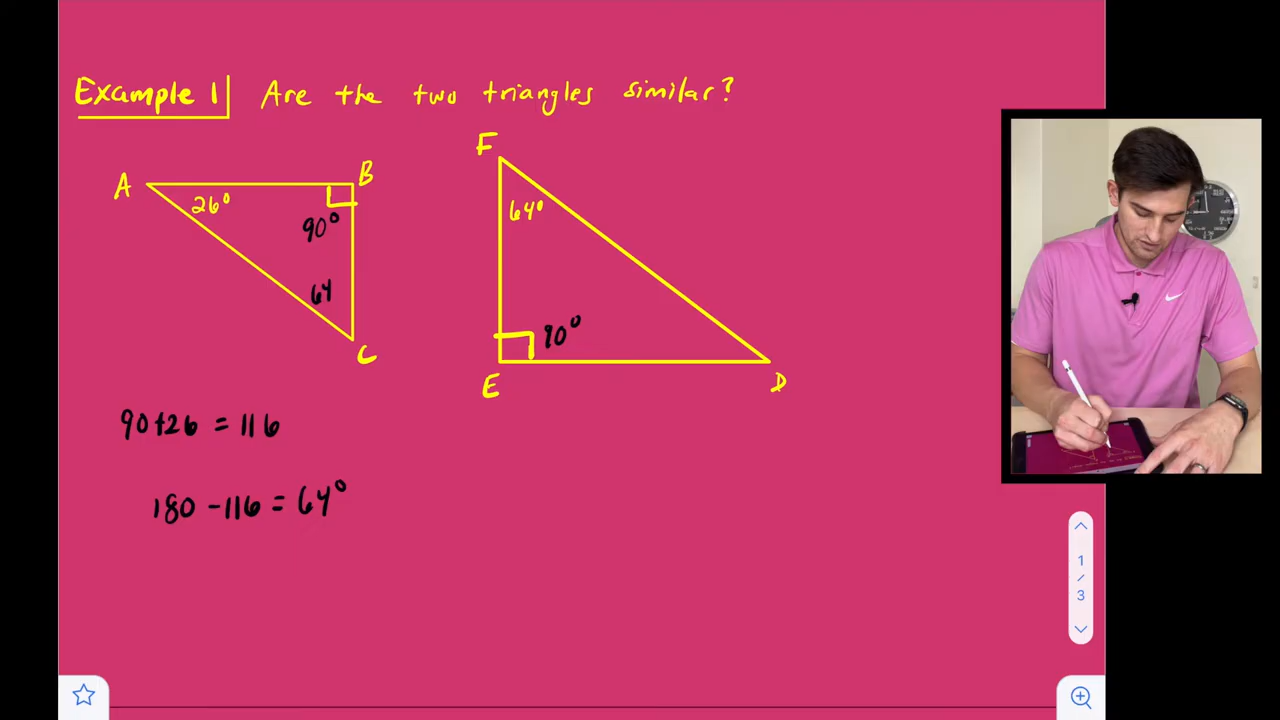 Example 1 Are the two triangles similar?
A
B
26°
90°
64
C
F
64°
90°
E
D
90+26 = 116
180 - 116 = 64°
1
/
3